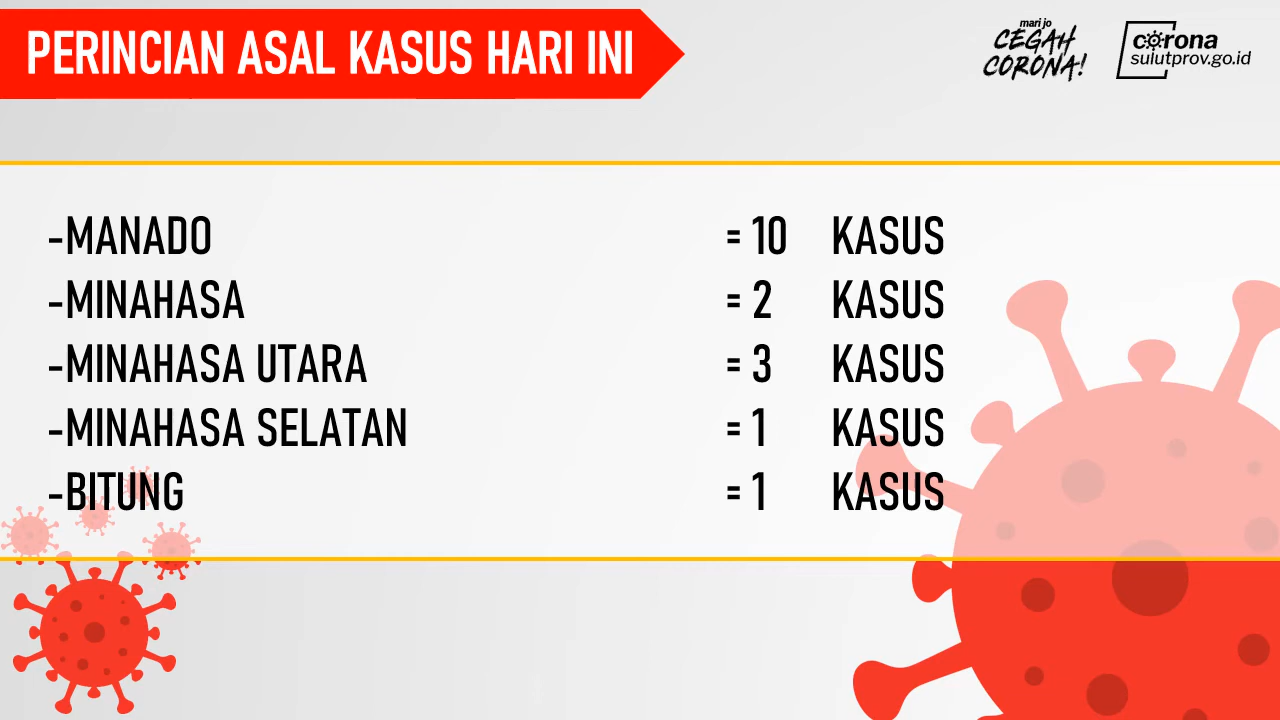 PERINCIAN ASAL KASUS HARI INI
mari jo
CEGAH
CORONA!
corona
sulutprov.go.id
-MANADO = 10 KASUS
-MINAHASA = 2 KASUS
-MINAHASA UTARA = 3 KASUS
-MINAHASA SELATAN = 1 KASUS
-BITUNG = 1 KASUS